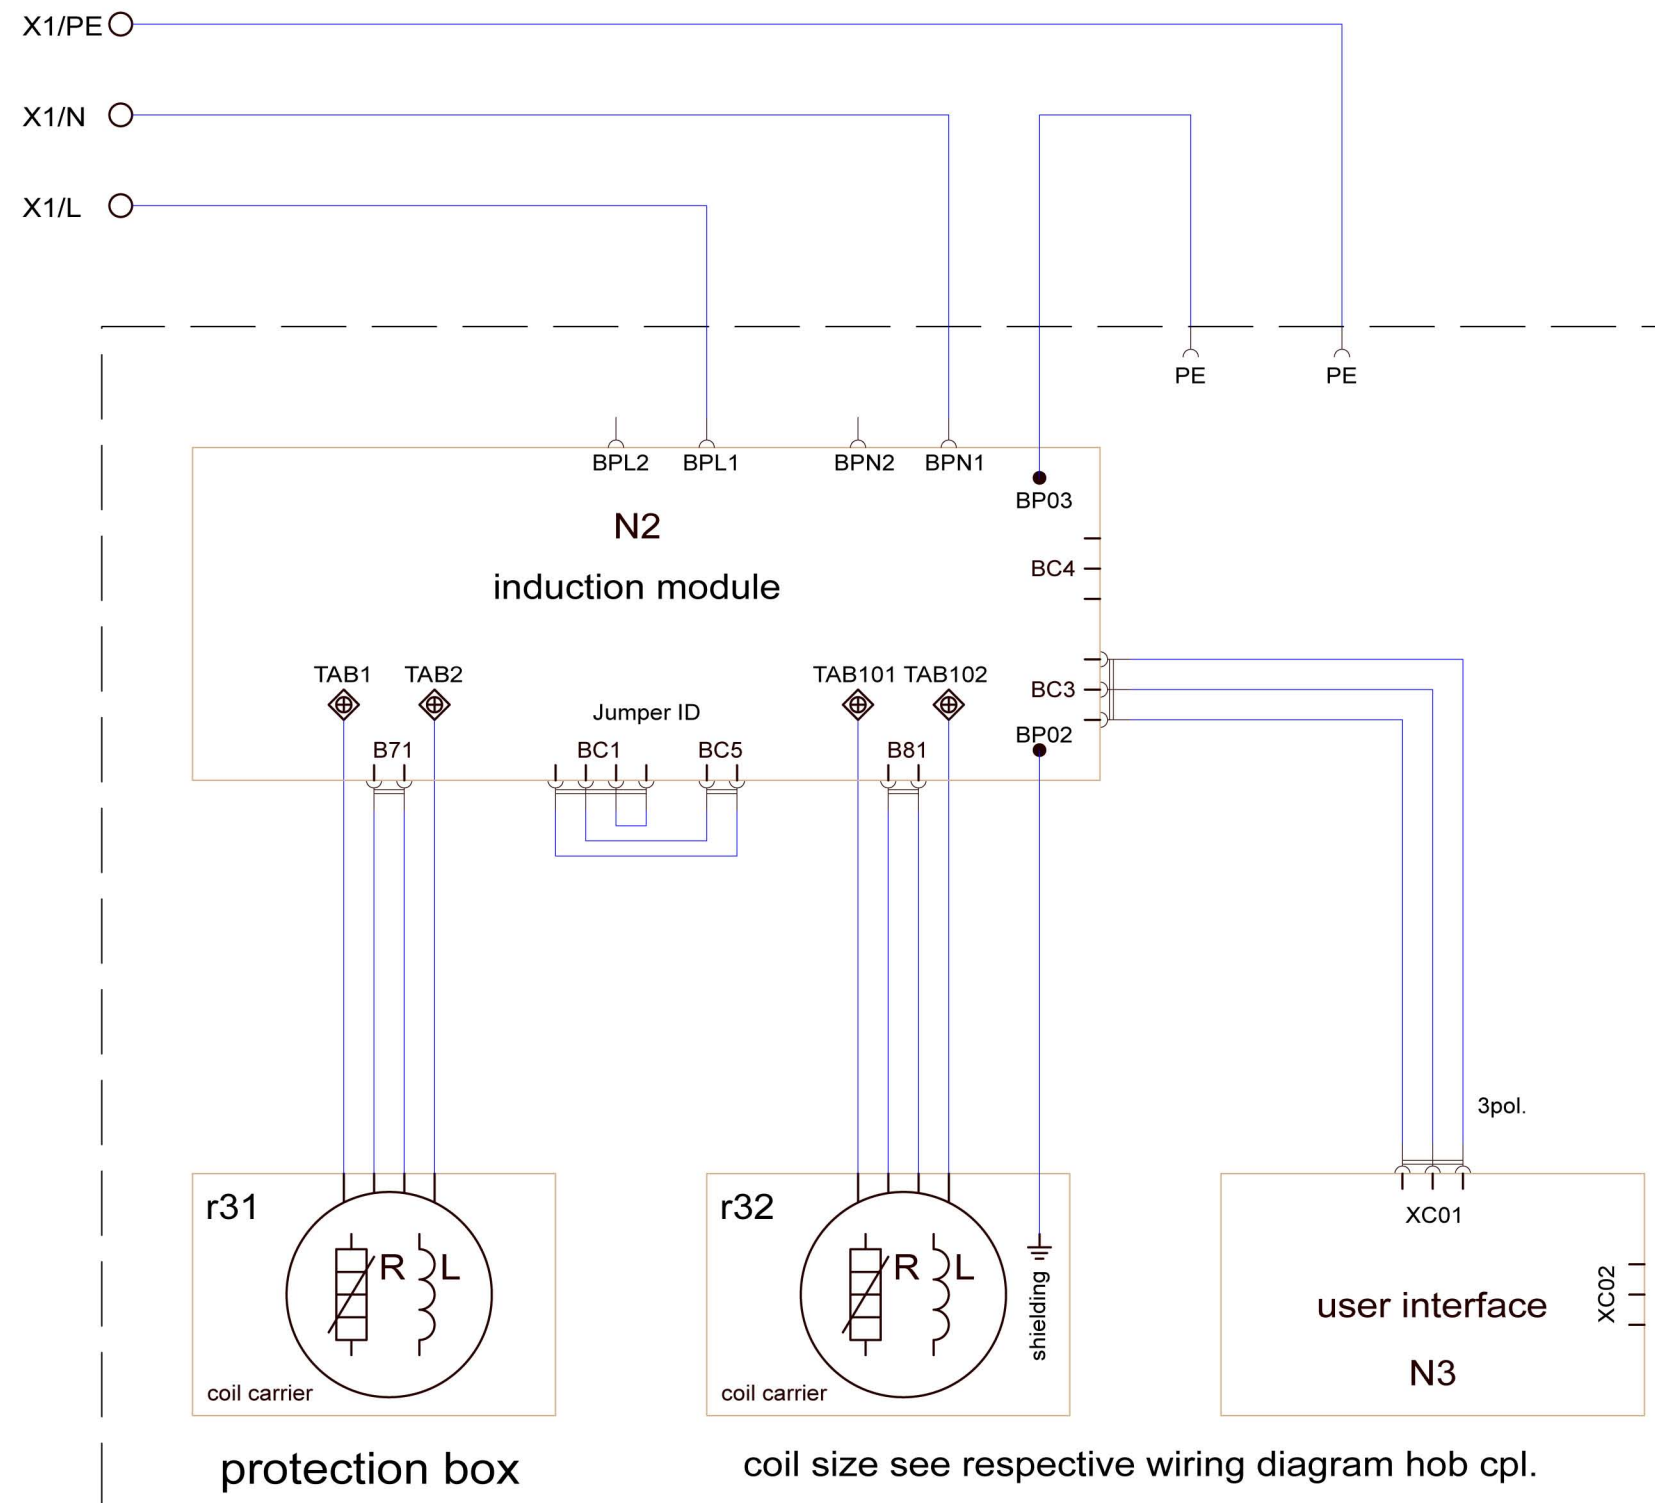 X1/PE
X1/N
X1/L
PE PE
BPL2 BPL1 BPN2 BPN1
BP03
N2
BC4
induction module
TAB1 TAB2 TAB101 TAB102
BC3
Jumper ID
BP02
B71 BC1 BC5 B81
3pol.
r31 r32
XC01
R L R L
shielding
XC02
user interface
N3
coil carrier coil carrier
protection box
coil size see respective wiring diagram hob cpl.